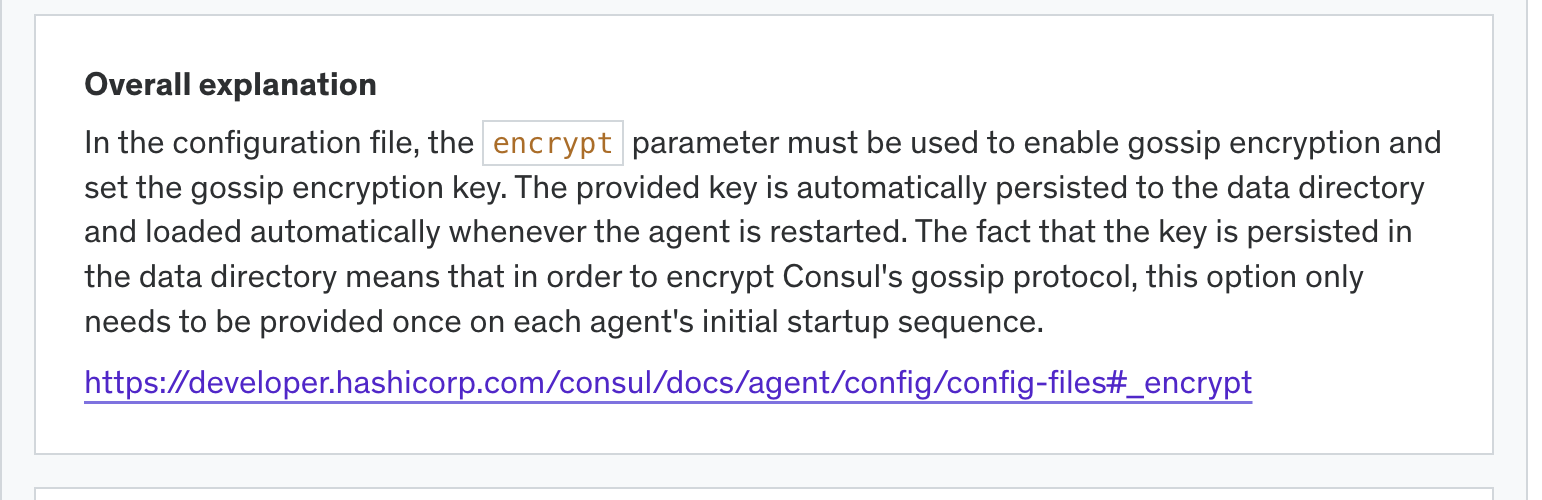 Overall explanation
In the configuration file, the encrypt parameter must be used to enable gossip encryption and
set the gossip encryption key. The provided key is automatically persisted to the data directory
and loaded automatically whenever the agent is restarted. The fact that the key is persisted in
the data directory means that in order to encrypt Consul's gossip protocol, this option only
needs to be provided once on each agent's initial startup sequence.
https://developer.hashicorp.com/consul/docs/agent/config/config-files#_encrypt